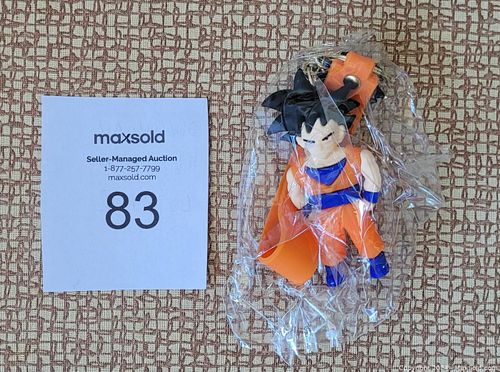 maxsold
Seller-Managed Auction
1-877-257-7799
maxsold.com
83